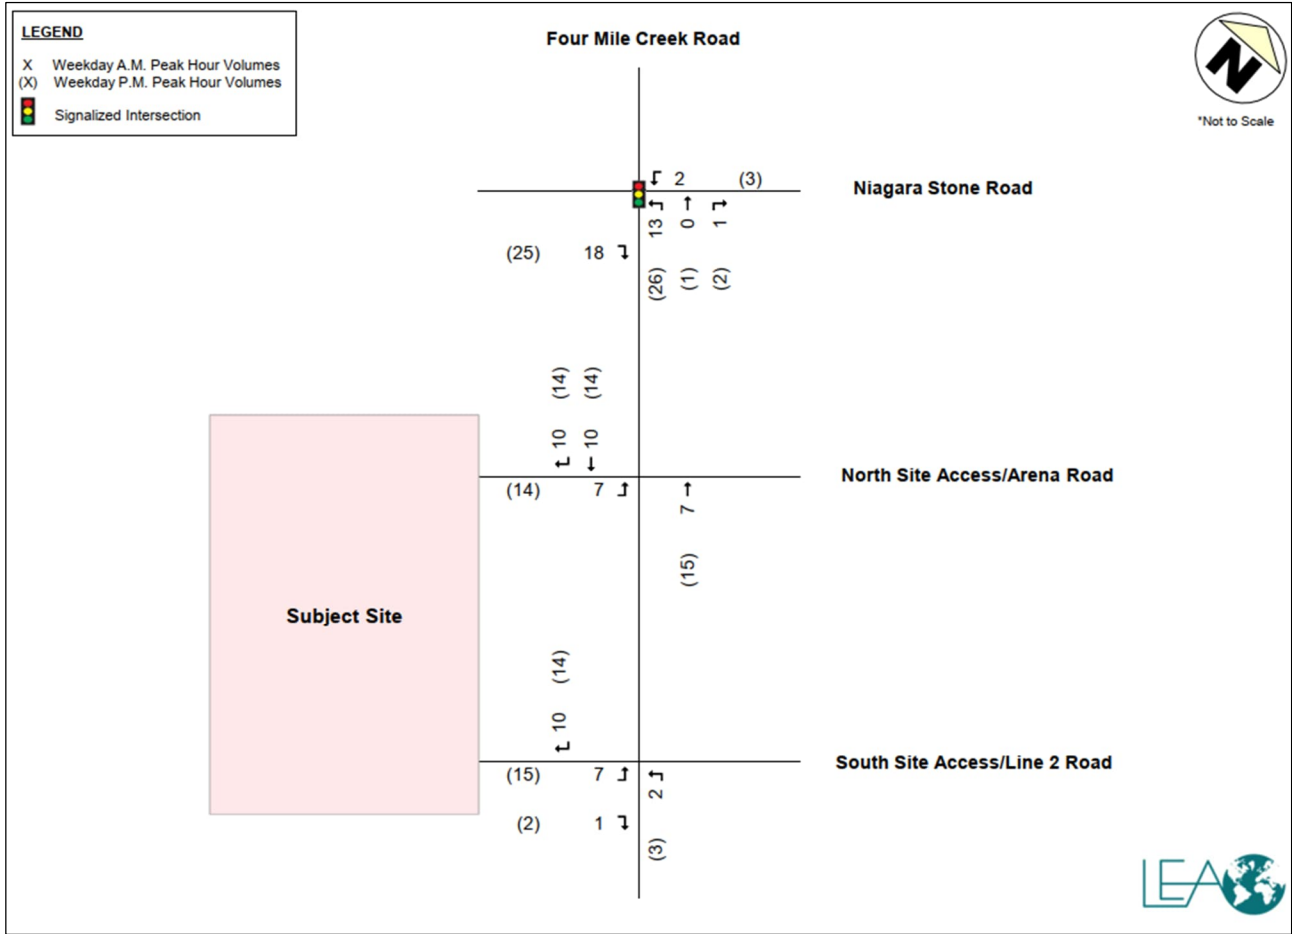 LEGEND
X Weekday A.M. Peak Hour Volumes
(X) Weekday P.M. Peak Hour Volumes
Signalized Intersection
Four Mile Creek Road
N
*Not to Scale
2 (3)
Niagara Stone Road
13 0 1
(25) 18
(26) (1) (2)
(14) (14)
10 10
North Site Access/Arena Road
(14) 7
7
(15)
Subject Site
(14)
10
South Site Access/Line 2 Road
(15) 7
2
(2) 1
(3)
LEA